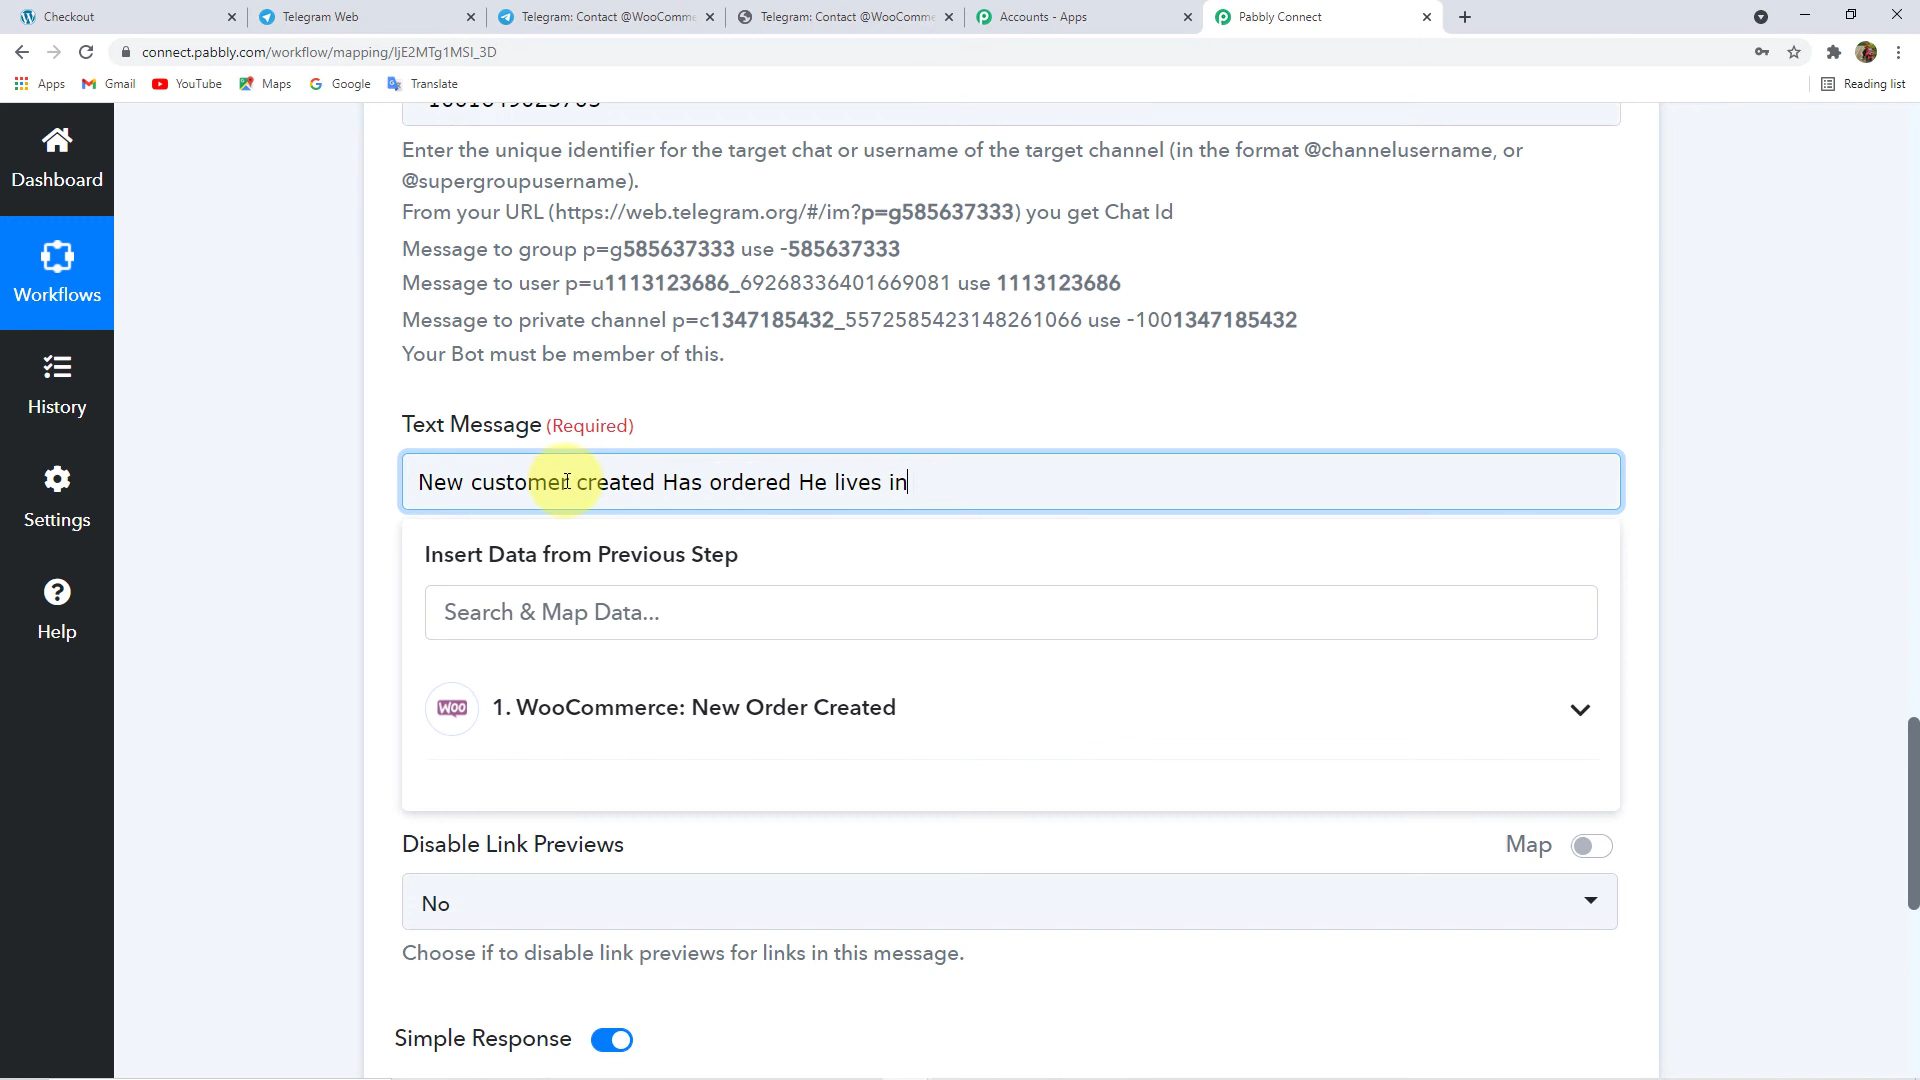 Checkout
Telegram Web
Telegram: Contact @WooComme
Telegram: Contact @WooComme
Accounts - Apps
Pabbly Connect
connect.pabbly.com/workflow/mapping/IjE2MTg1MSI_3D
Apps
Gmail
YouTube
Maps
Google
Translate
Reading list
Dashboard
Workflows
History
Settings
Help
Enter the unique identifier for the target chat or username of the target channel (in the format @channelusername, or
@supergroupusername).
From your URL (https://web.telegram.org/#/im?p=g585637333) you get Chat Id
Message to group p=g585637333 use -585637333
Message to user p=u1113123686_69268336401669081 use 1113123686
Message to private channel p=c1347185432_5572585423148261066 use -1001347185432
Your Bot must be member of this.
Text Message (Required)
New customer created Has ordered He lives in
Insert Data from Previous Step
Search & Map Data...
WOO
1. WooCommerce: New Order Created
Disable Link Previews
Map
No
Choose if to disable link previews for links in this message.
Simple Response